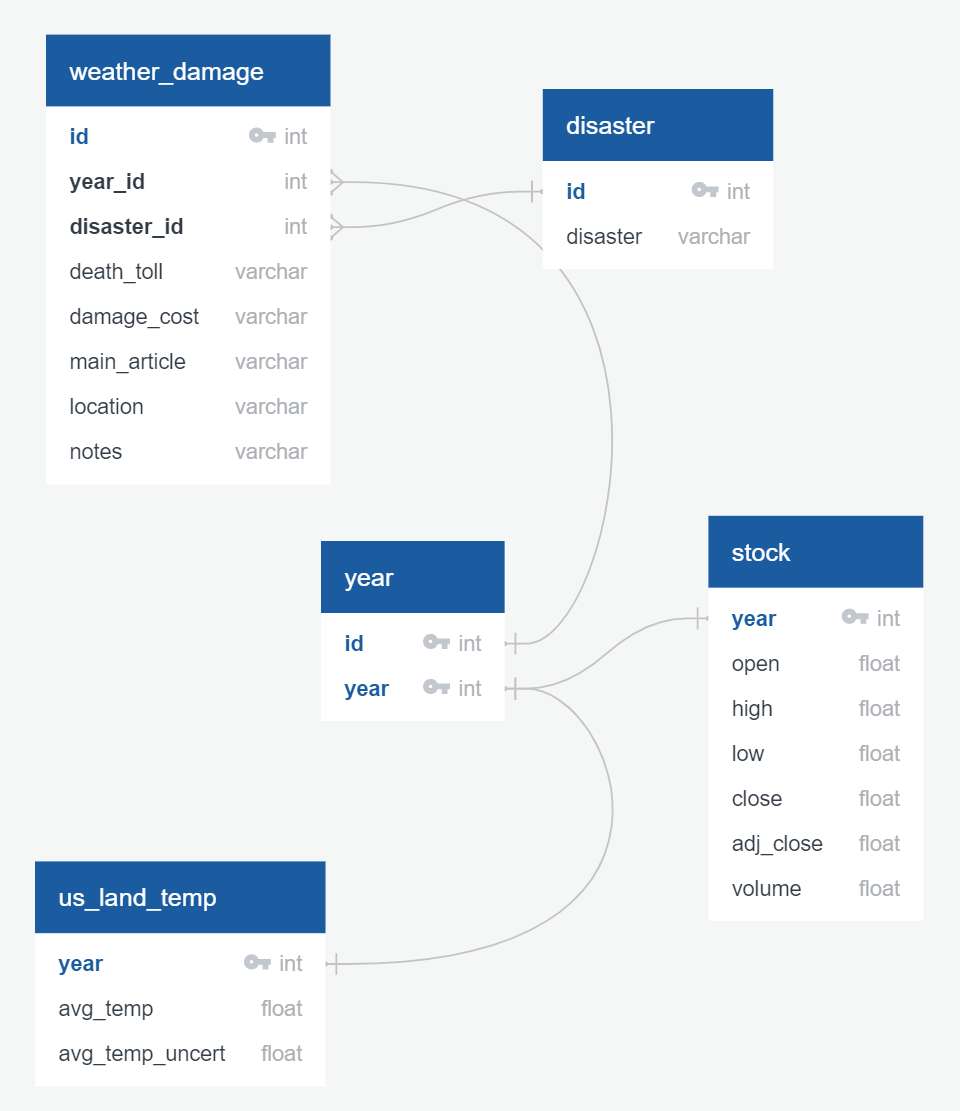 weather_damage
id int
year_id int
disaster_id int
death_toll varchar
damage_cost varchar
main_article varchar
location varchar
notes varchar
disaster
id int
disaster varchar
year
id int
year int
stock
year int
open float
high float
low float
close float
adj_close float
volume float
us_land_temp
year int
avg_temp float
avg_temp_uncert float